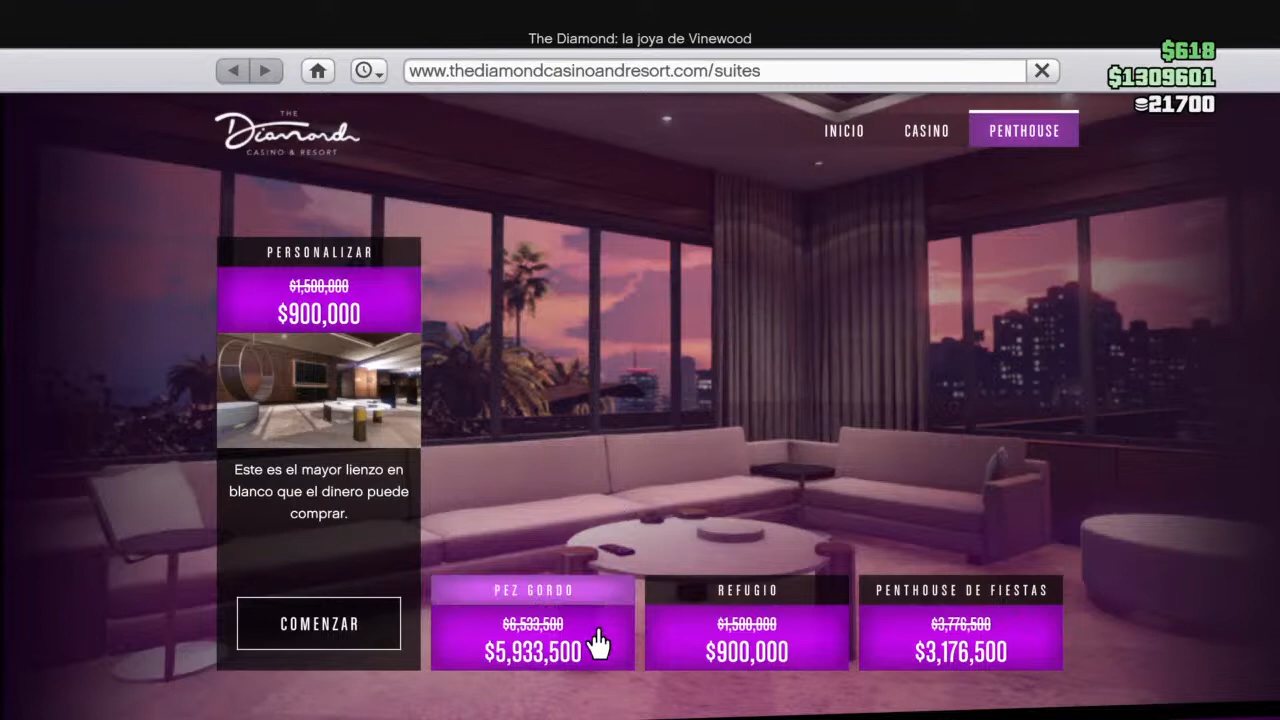 The Diamond: la joya de Vinewood
www.thediamondcasinoandresort.com/suites
$618
$1309601
21700
THE
Diamond
CASINO & RESORT
INICIO
CASINO
PENTHOUSE
PERSONALIZAR
$1,500,000
$900,000
Este es el mayor lienzo en
blanco que el dinero puede
comprar.
COMENZAR
PEZ GORDO
$6,533,500
$5,933,500
REFUGIO
$1,500,000
$900,000
PENTHOUSE DE FIESTAS
$3,776,500
$3,176,500